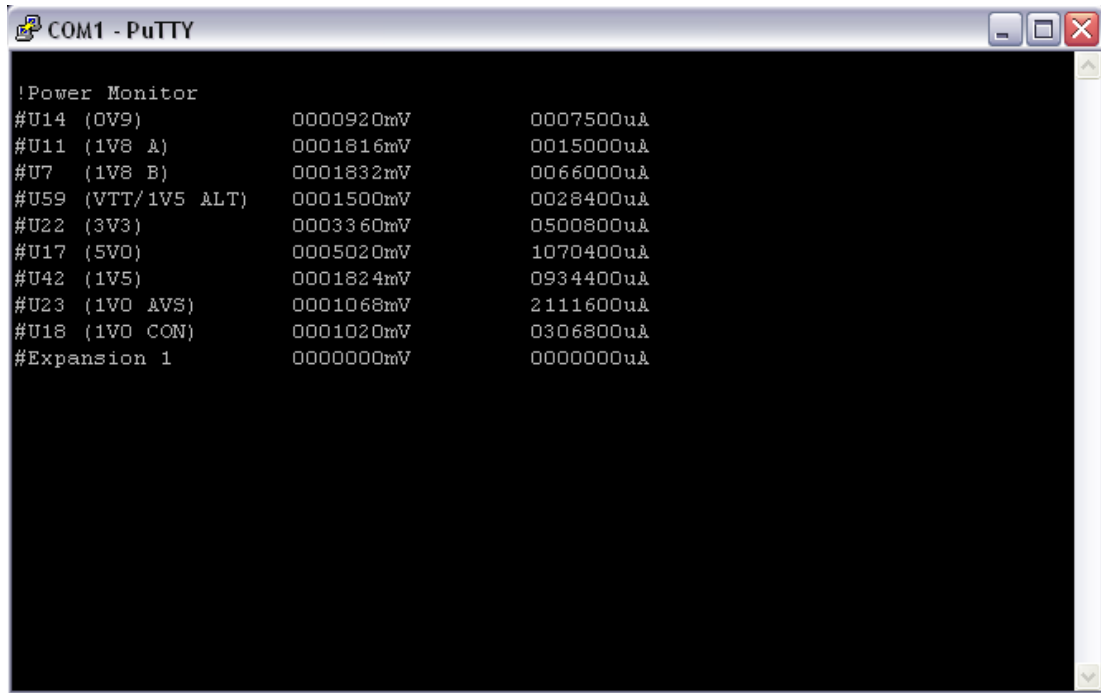 COM1 - PuTTY
!Power Monitor
#U14 (0V9) 0000920mV 0007500uA
#U11 (1V8 A) 0001816mV 0015000uA
#U7 (1V8 B) 0001832mV 0066000uA
#U59 (VTT/1V5 ALT) 0001500mV 0028400uA
#U22 (3V3) 0003360mV 0500800uA
#U17 (5V0) 0005020mV 1070400uA
#U42 (1V5) 0001824mV 0934400uA
#U23 (1V0 AVS) 0001068mV 2111600uA
#U18 (1V0 CON) 0001020mV 0306800uA
#Expansion 1 0000000mV 0000000uA